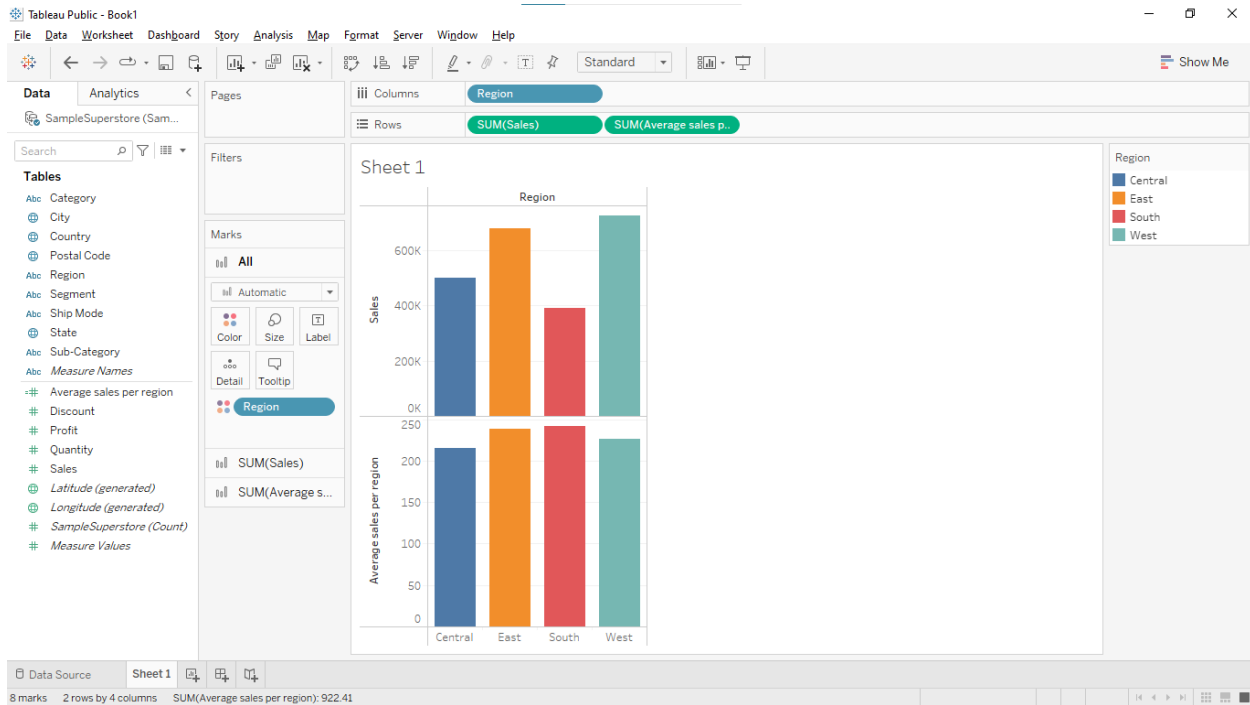 Tableau Public - Book1
File Data Worksheet Dashboard Story Analysis Map Format Server Window Help
Standard
Show Me
Data Analytics
SampleSuperstore (Sam...
Search
Tables
Abc Category
City
Country
Postal Code
Abc Region
Abc Segment
Abc Ship Mode
State
Abc Sub-Category
Abc Measure Names
=# Average sales per region
# Discount
# Profit
# Quantity
# Sales
Latitude (generated)
Longitude (generated)
# SampleSuperstore (Count)
# Measure Values
Pages
Filters
Marks
All
Automatic
Color Size Label
Detail Tooltip
Region
SUM(Sales)
SUM(Average s...
Columns Region
Rows SUM(Sales) SUM(Average sales p..
Sheet 1
Region
600K
400K
200K
0K
Sales
250
200
150
100
50
0
Average sales per region
Central East South West
Region
Central
East
South
West
Data Source Sheet 1
8 marks 2 rows by 4 columns SUM(Average sales per region): 922.41